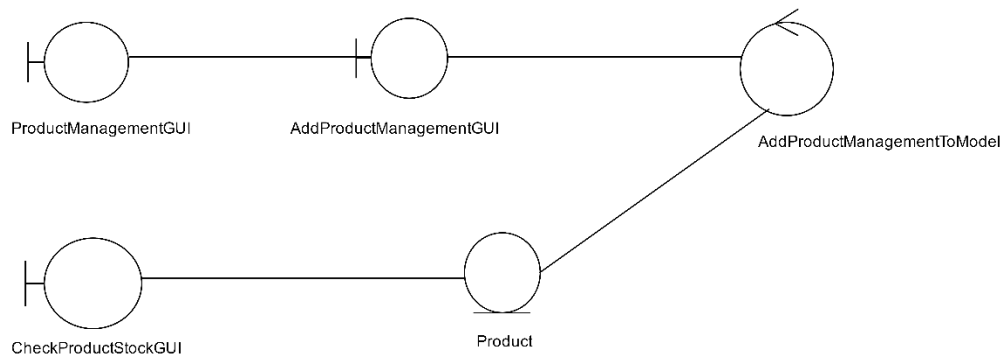 ProductManagementGUI
AddProductManagementGUI
AddProductManagementToModel
CheckProductStockGUI
Product